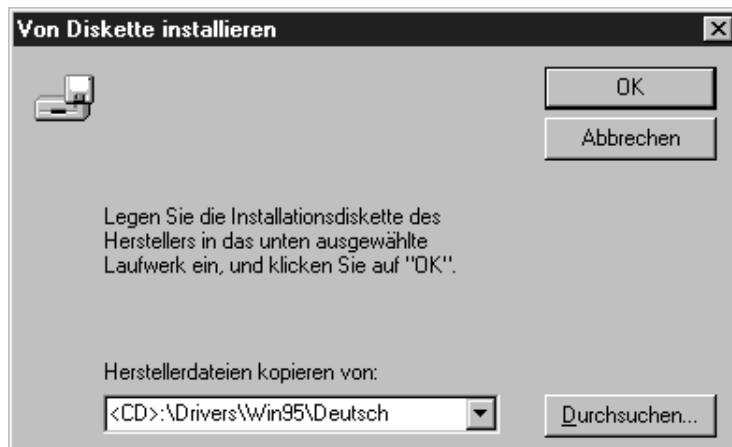 Von Diskette installieren
OK
Abbrechen
Legen Sie die Installationsdiskette des
Herstellers in das unten ausgewählte
Laufwerk ein, und klicken Sie auf "OK".
Herstellerdateien kopieren von:
<CD>:\Drivers\Win95\Deutsch
Durchsuchen...